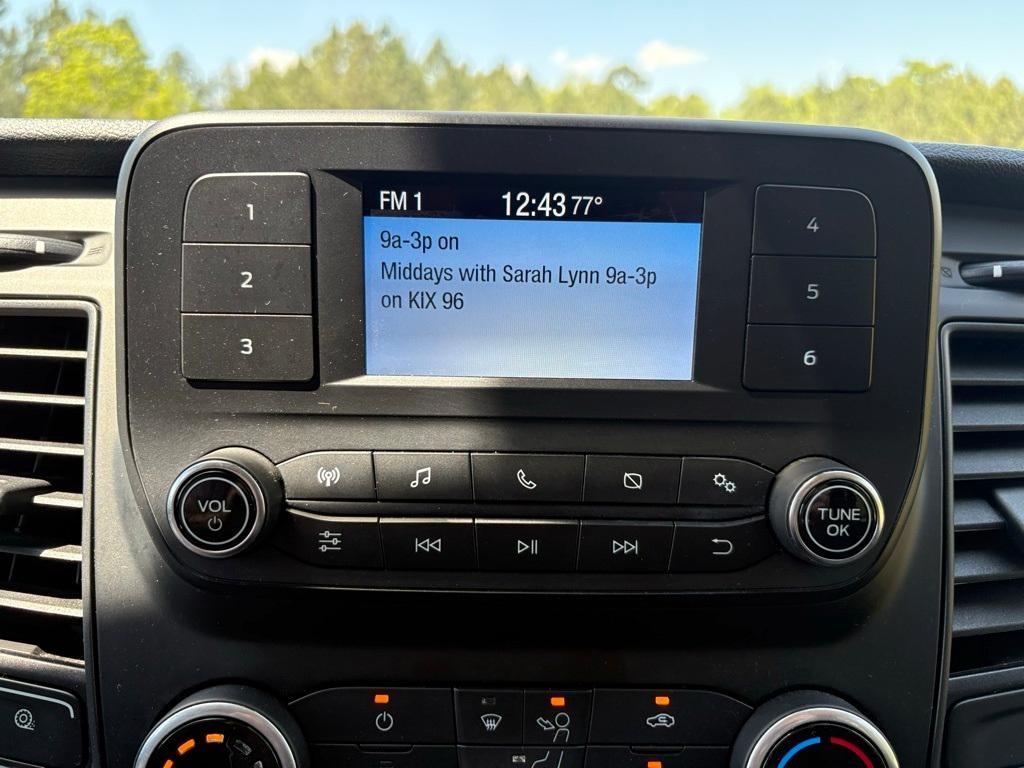 FM 1 12:43 77°
9a-3p on
Middays with Sarah Lynn 9a-3p
on KIX 96
1
2
3
4
5
6
VOL
TUNE
OK